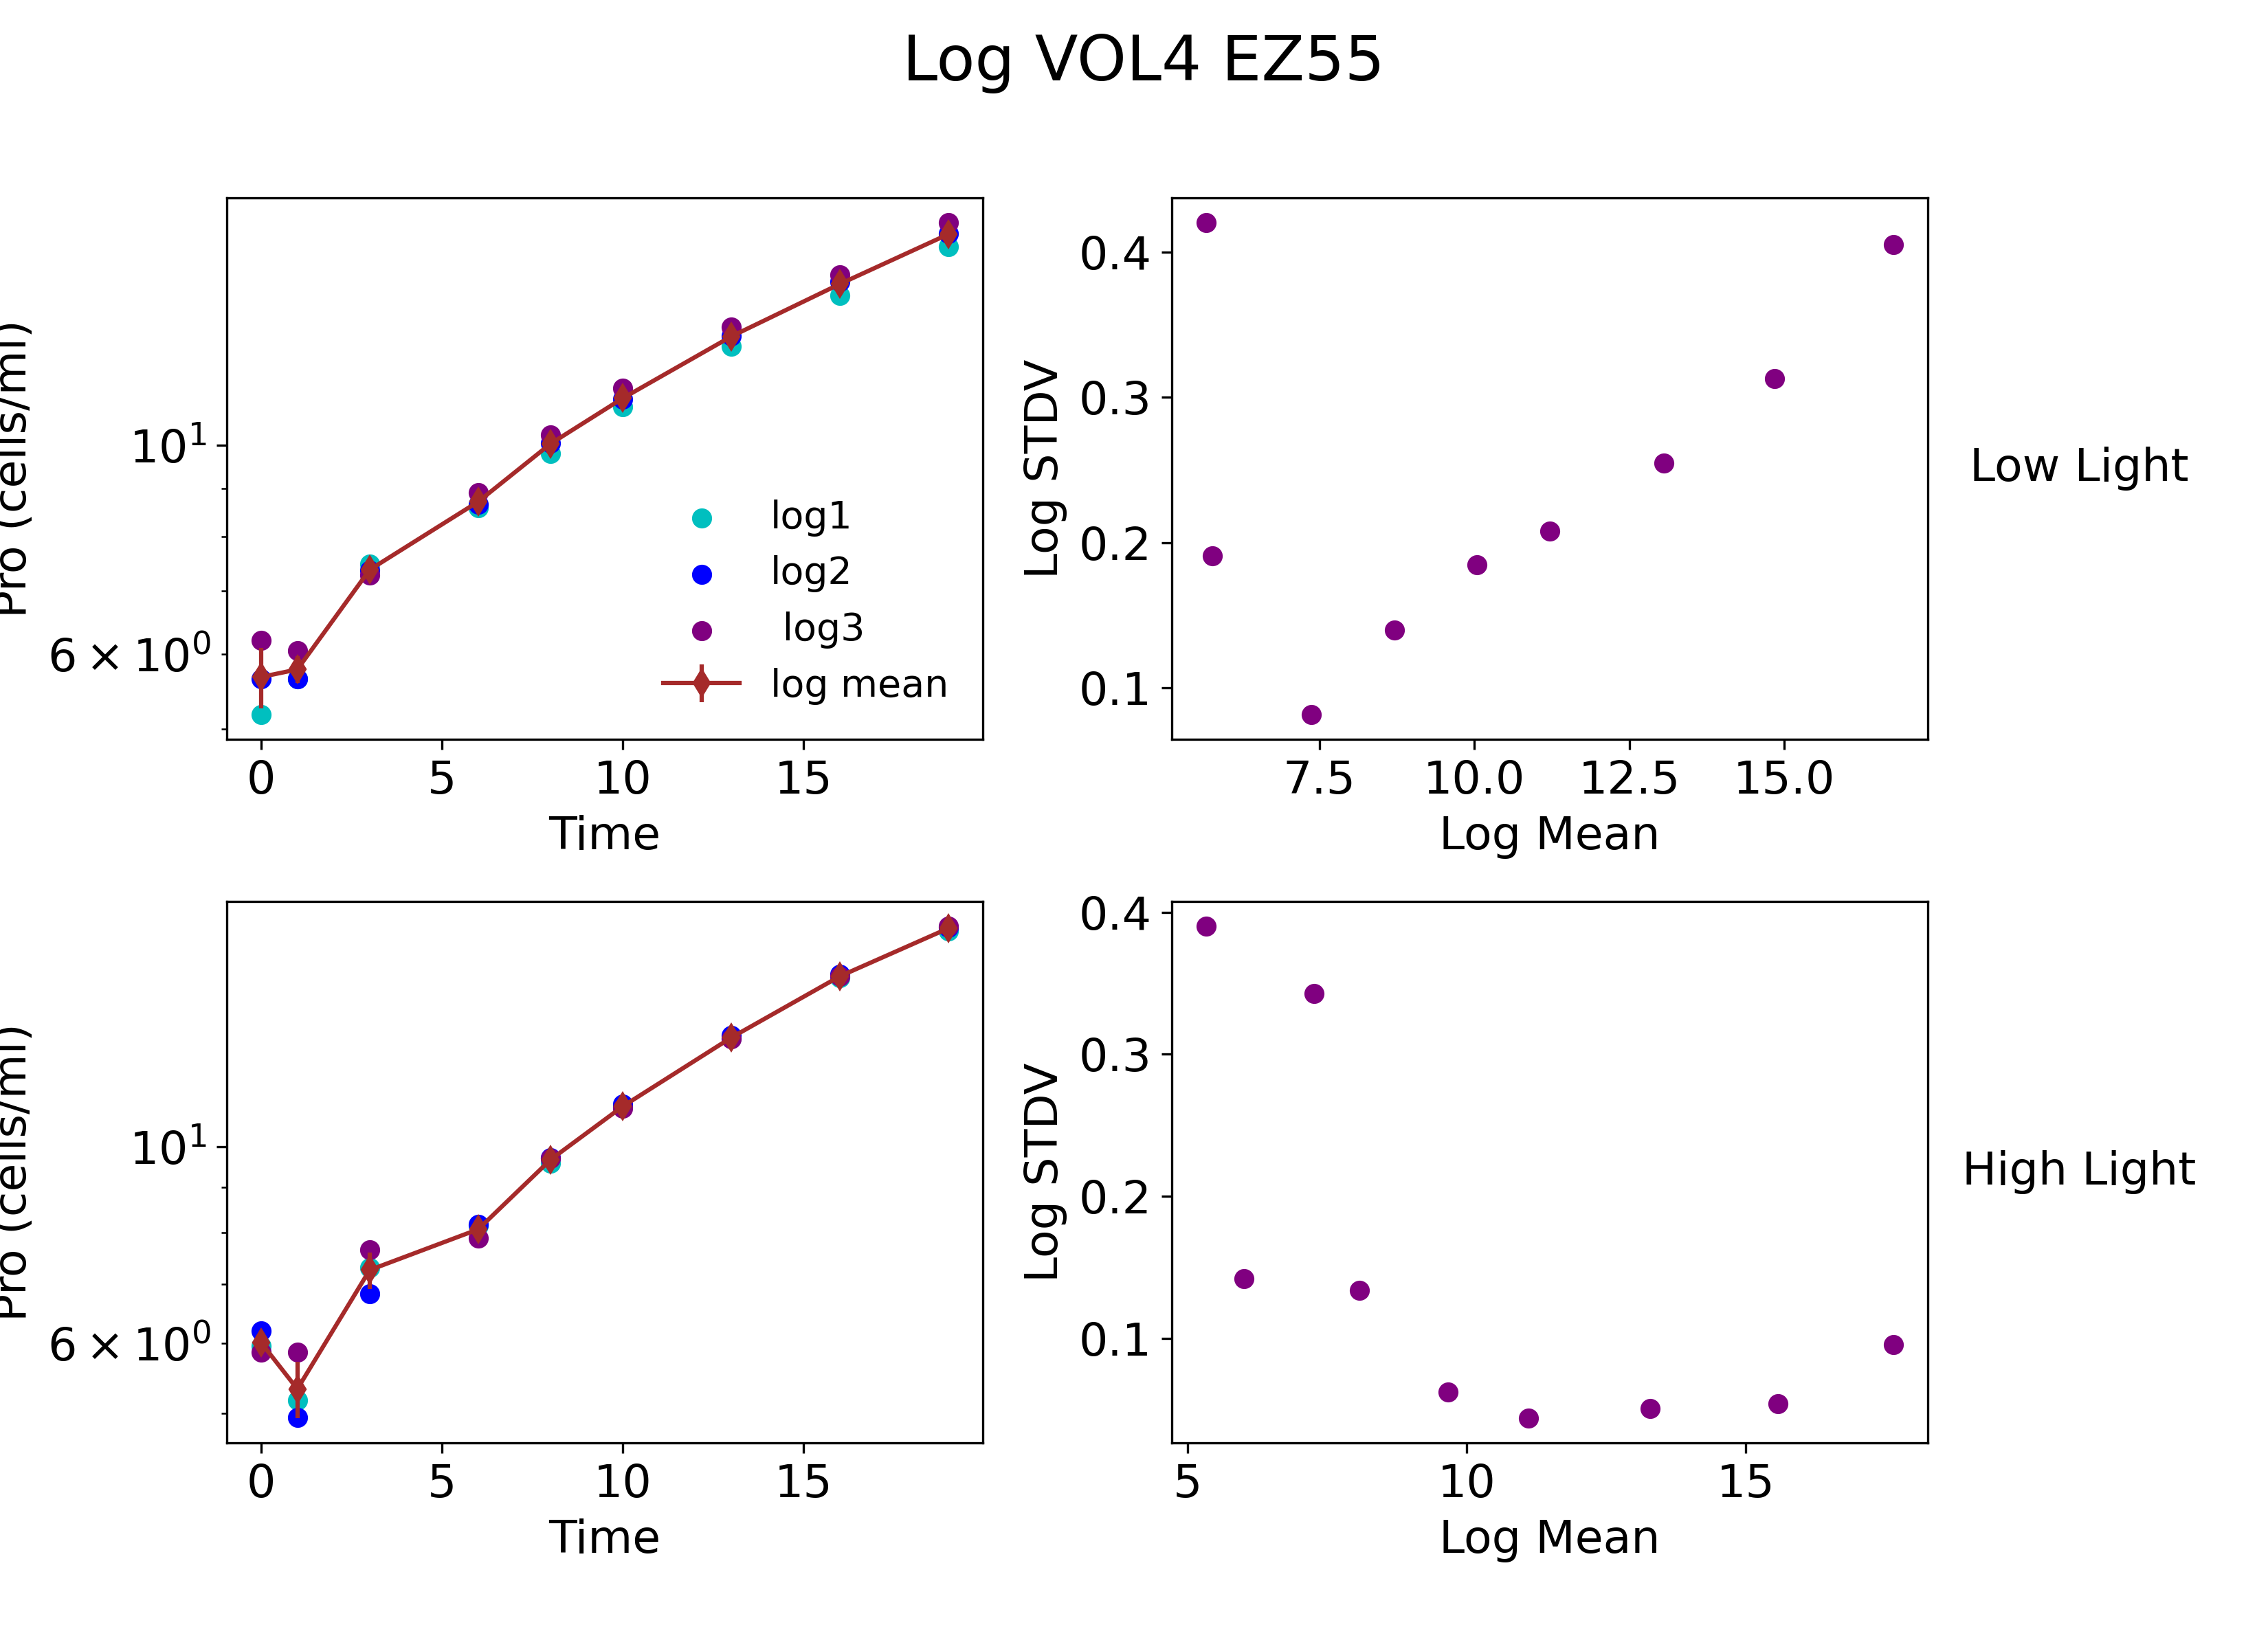 Log VOL4 EZ55
Pro (cells/ml)
10¹
6 × 10⁰
0 5 10 15
Time
log1
log2
log3
log mean
Log STDV
0.4
0.3
0.2
0.1
7.5 10.0 12.5 15.0
Log Mean
Low Light
Pro (cells/ml)
10¹
6 × 10⁰
0 5 10 15
Time
Log STDV
0.4
0.3
0.2
0.1
5 10 15
Log Mean
High Light